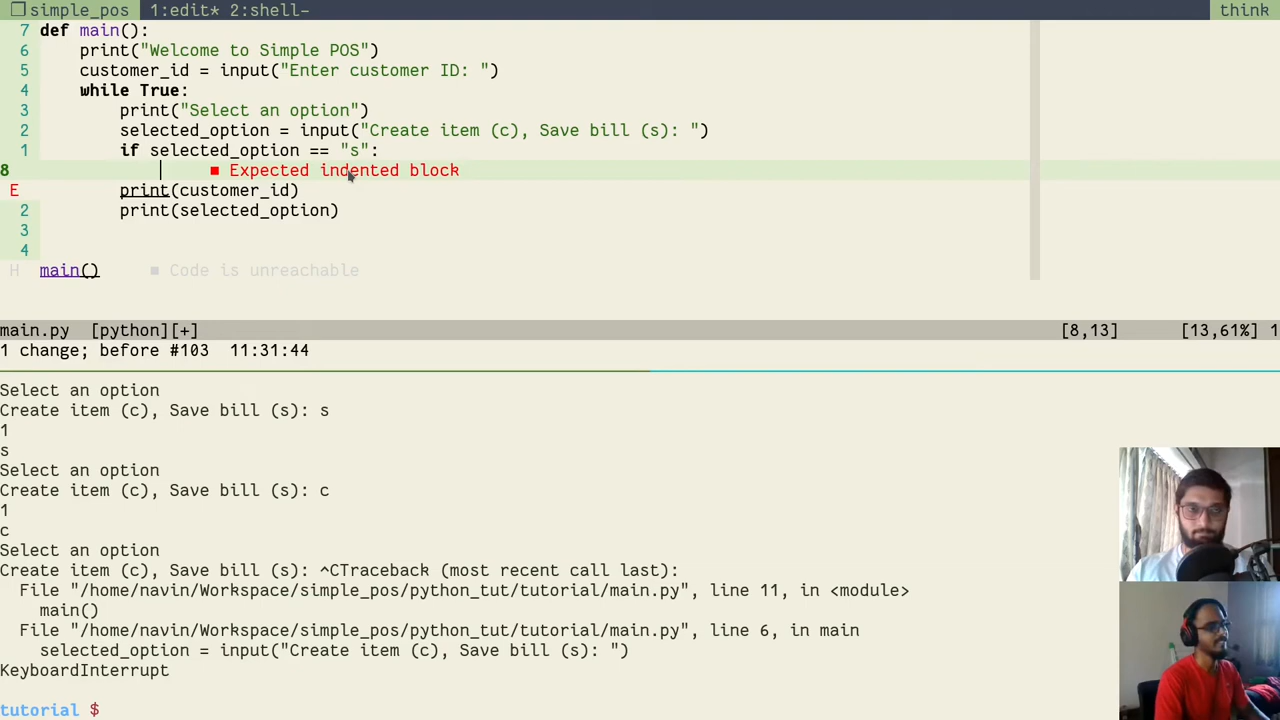 simple_pos 1:edit* 2:shell- think
7 def main():
6 print("Welcome to Simple POS")
5 customer_id = input("Enter customer ID: ")
4 while True:
3 print("Select an option")
2 selected_option = input("Create item (c), Save bill (s): ")
1 if selected_option == "s":
8 ■ Expected indented block
E print(customer_id)
2 print(selected_option)
3
4
H main() ■ Code is unreachable
main.py [python][+] [8,13] [13,61%] 1
1 change; before #103 11:31:44
Select an option
Create item (c), Save bill (s): s
1
s
Select an option
Create item (c), Save bill (s): c
1
c
Select an option
Create item (c), Save bill (s): ^CTraceback (most recent call last):
File "/home/navin/Workspace/simple_pos/python_tut/tutorial/main.py", line 11, in <module>
main()
File "/home/navin/Workspace/simple_pos/python_tut/tutorial/main.py", line 6, in main
selected_option = input("Create item (c), Save bill (s): ")
KeyboardInterrupt
tutorial $